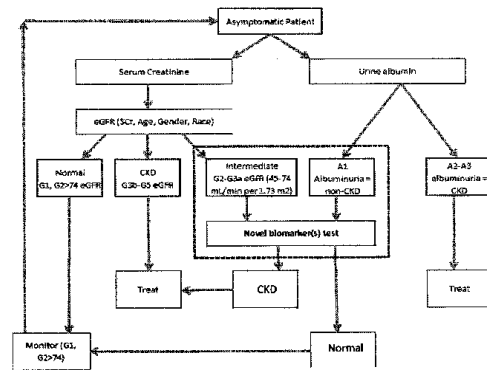 Asymptomatic Patient
Serum Creatinine
Urine albumin
eGFR (SCr, Age, Gender, Race)
Normal
G1, G2>74 eGFR
CKD
G3b-G5 eGFR
Intermediate
G2-G3a eGFR (45-74
mL/min per 1.73 m2)
A1
Albuminuria =
non-CKD
A2-A3
albuminuria =
CKD
Novel biomarker(s) test
Treat
CKD
Treat
Monitor (G1,
G2>74)
Normal